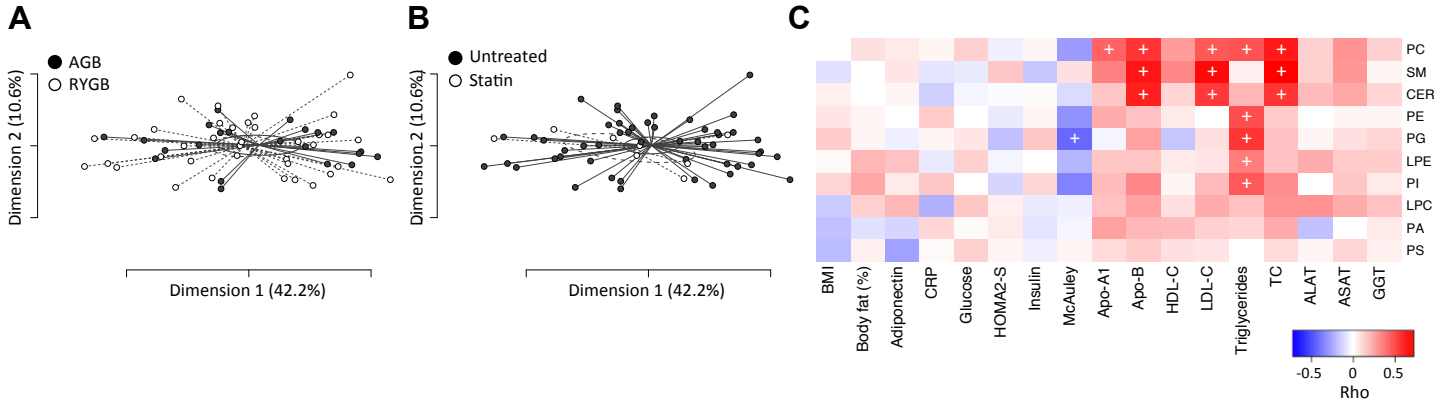 A
B
C
AGB
RYGB
Dimension 2 (10.6%)
Dimension 1 (42.2%)
Untreated
Statin
Dimension 2 (10.6%)
Dimension 1 (42.2%)
+ + + + +
PC
+ + +
SM
+ + +
CER
+
PE
+ +
PG
+
LPE
+
PI
LPC
PA
PS
BMI
Body fat (%)
Adiponectin
CRP
Glucose
HOMA2-S
Insulin
McAuley
Apo-A1
Apo-B
HDL-C
LDL-C
Triglycerides
TC
ALAT
ASAT
GGT
-0.5 0 0.5
Rho